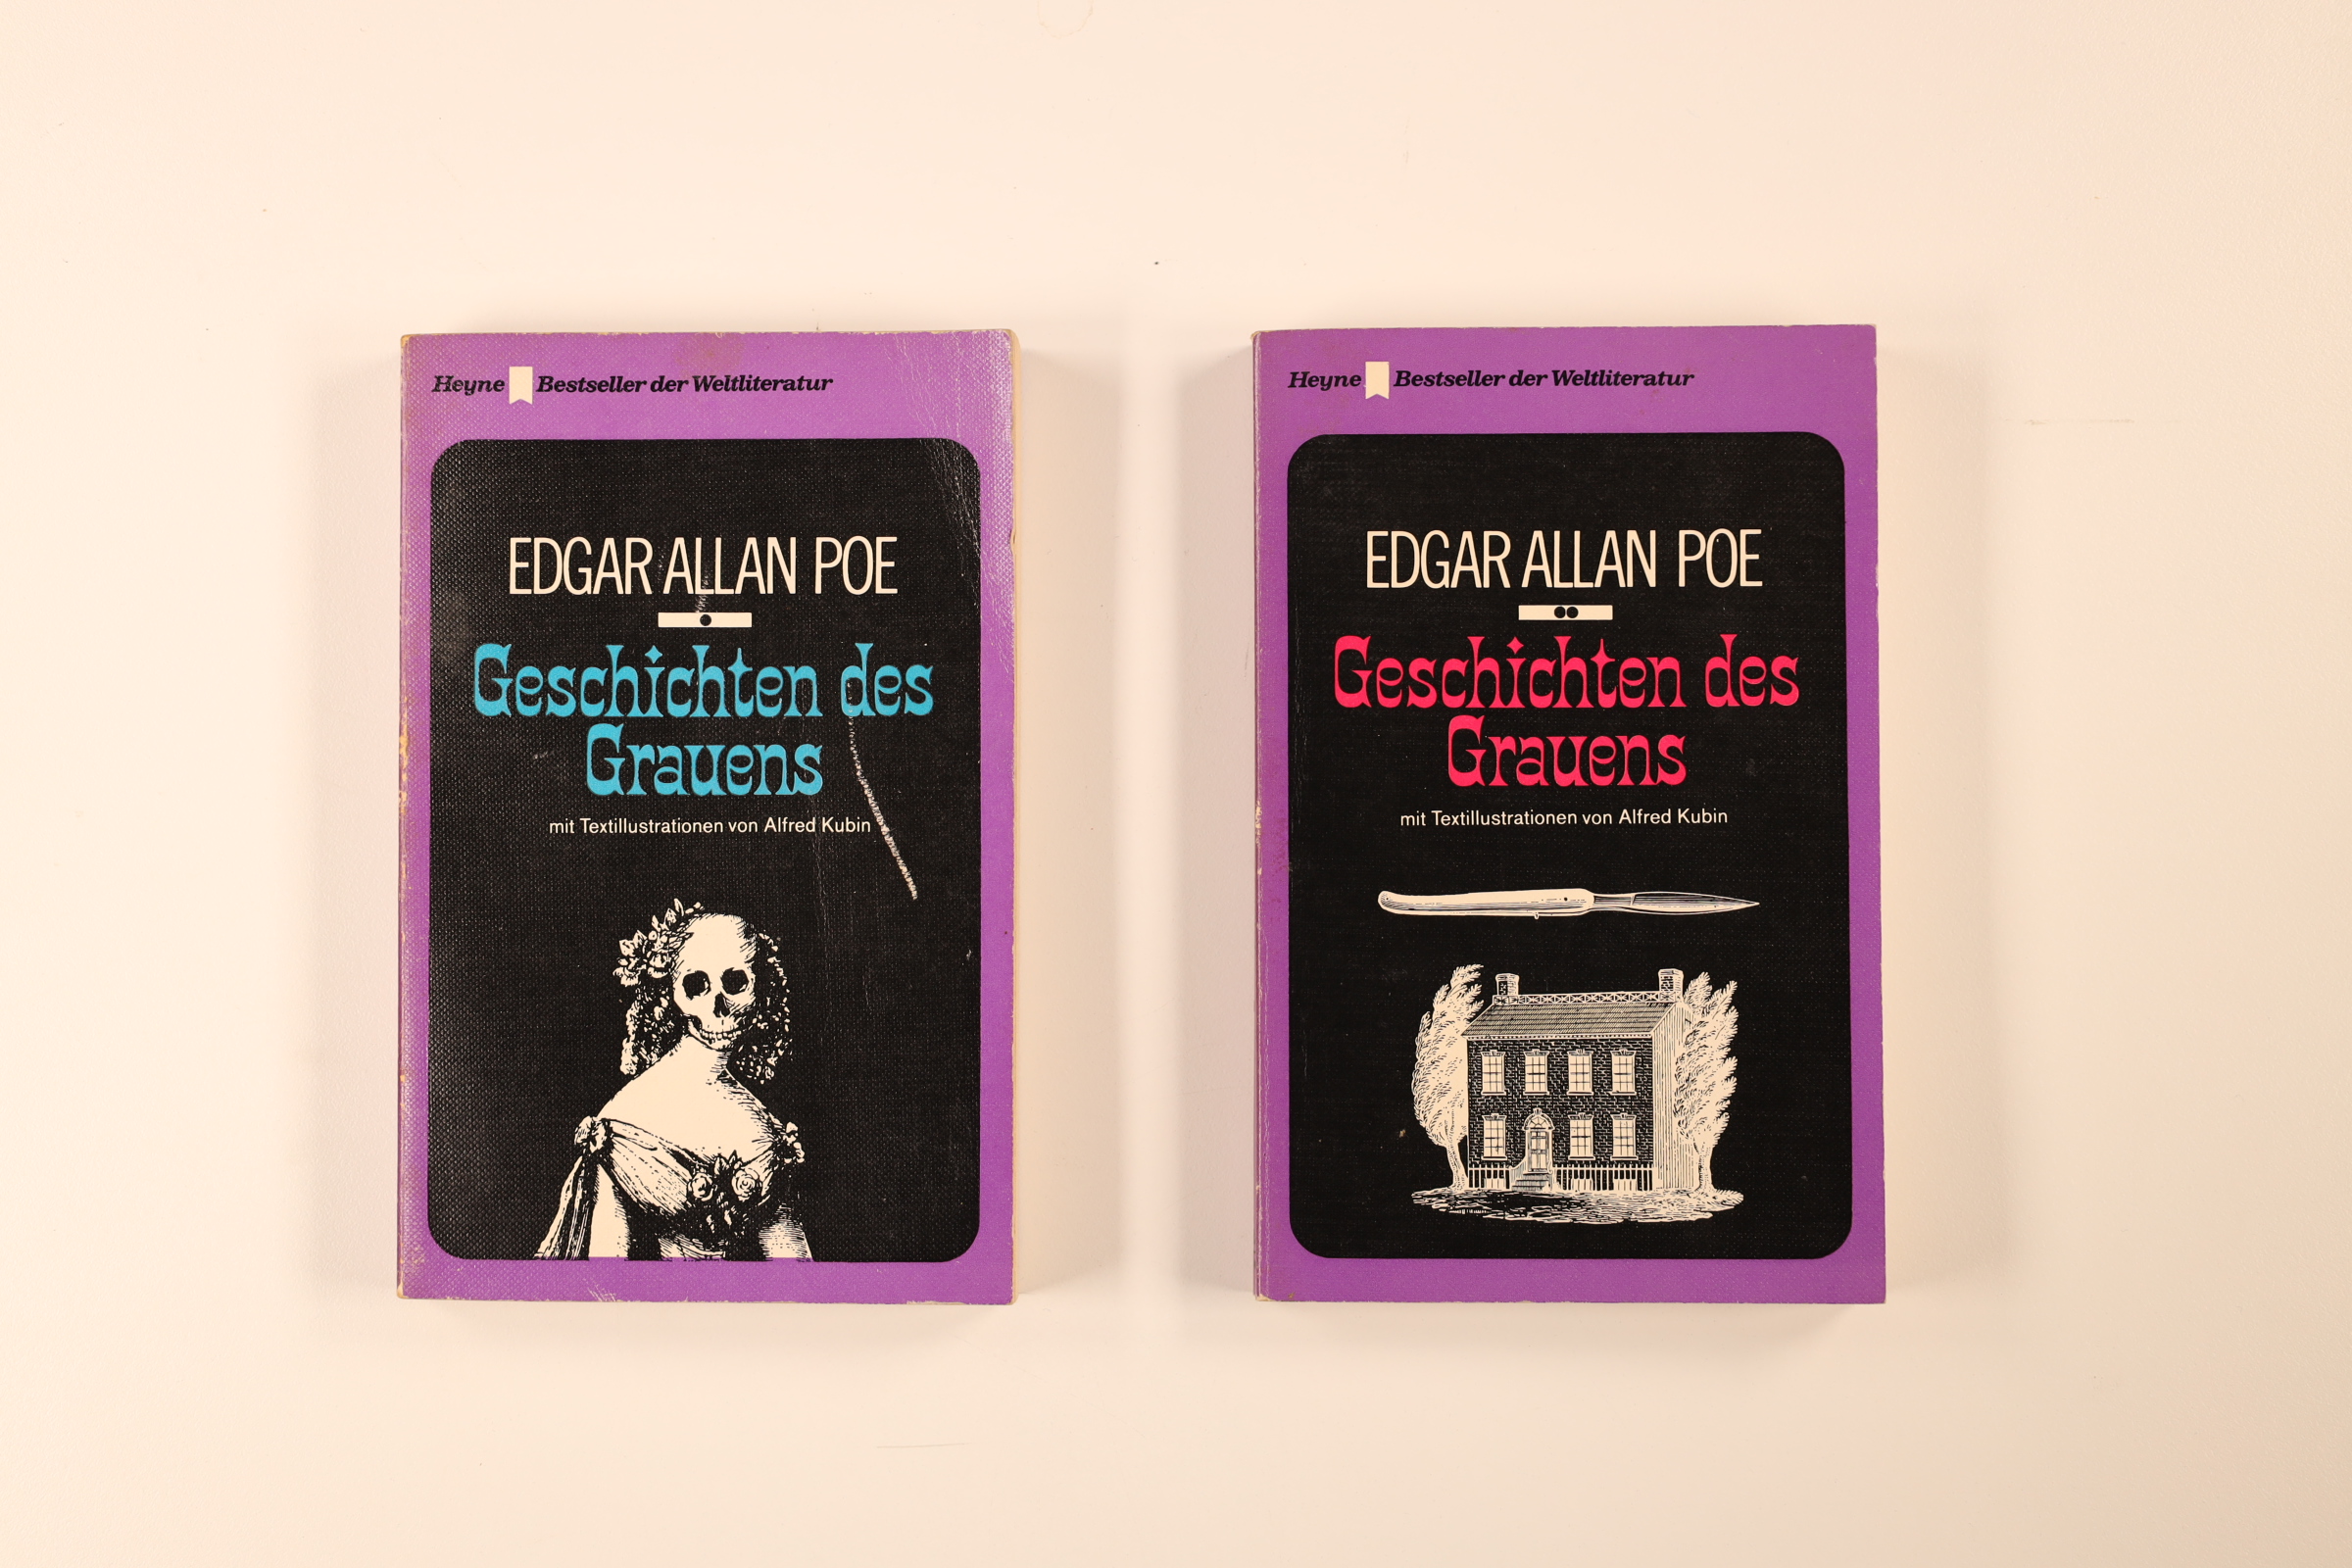 Heyne Bestseller der Weltliteratur
EDGAR ALLAN POE
Geschichten des
Grauens
mit Textillustrationen von Alfred Kubin
Heyne Bestseller der Weltliteratur
EDGAR ALLAN POE
Geschichten des
Grauens
mit Textillustrationen von Alfred Kubin